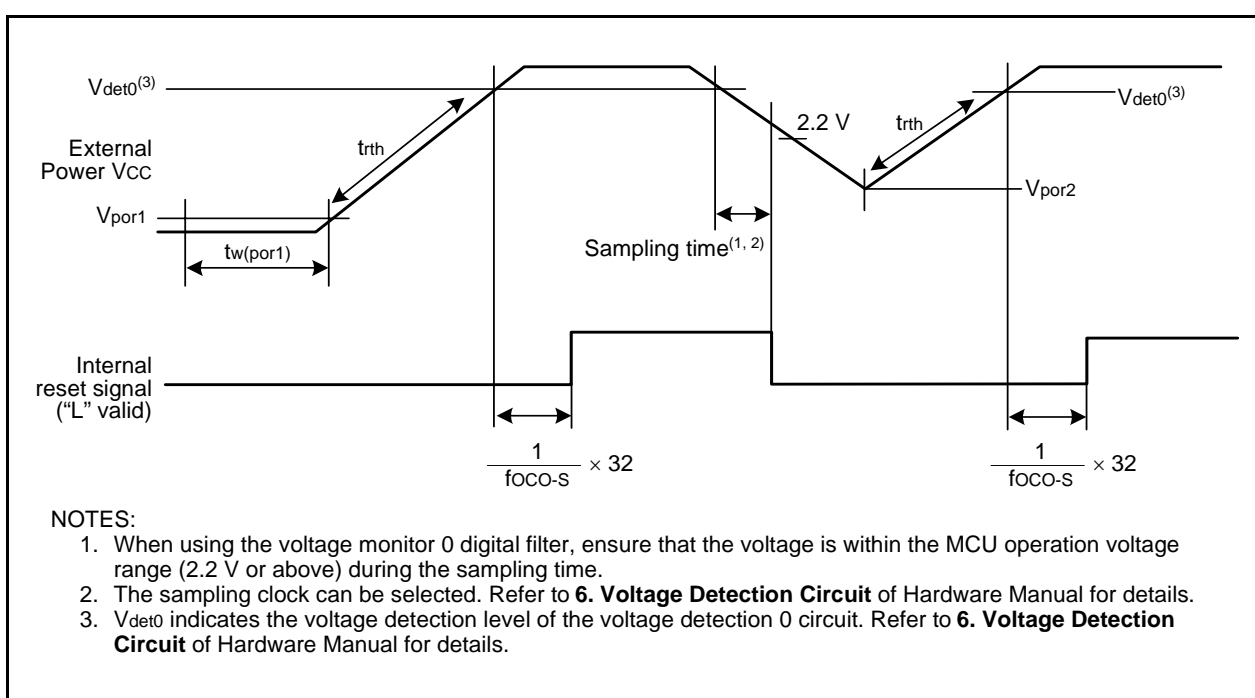 Vdet0(3)
External
Power VCC
Vpor1
tw(por1)
trth
Sampling time(1, 2)
2.2 V
trth
Vdet0(3)
Vpor2
Internal
reset signal
(“L” valid)
1
fOCO-S
× 32
1
fOCO-S
× 32
NOTES:
1. When using the voltage monitor 0 digital filter, ensure that the voltage is within the MCU operation voltage
range (2.2 V or above) during the sampling time.
2. The sampling clock can be selected. Refer to 6. Voltage Detection Circuit of Hardware Manual for details.
3. Vdet0 indicates the voltage detection level of the voltage detection 0 circuit. Refer to 6. Voltage Detection
Circuit of Hardware Manual for details.